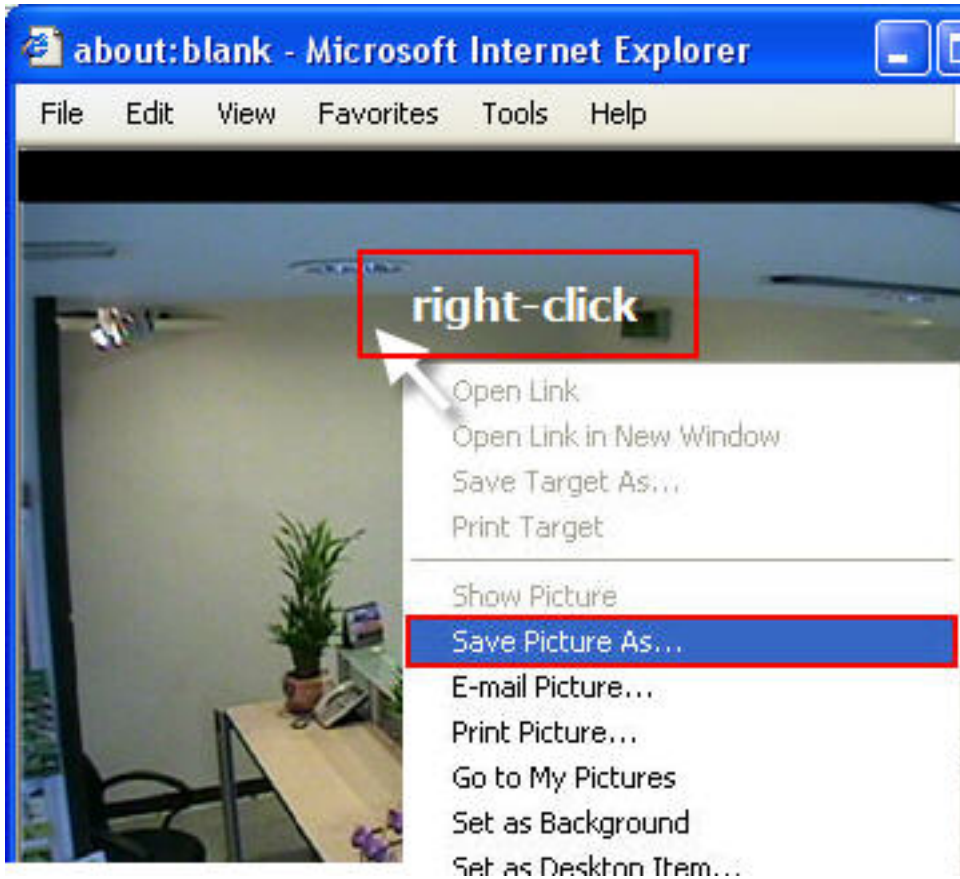 about:blank - Microsoft Internet Explorer
File Edit View Favorites Tools Help
right-click
Open Link
Open Link in New Window
Save Target As...
Print Target
Show Picture
Save Picture As...
E-mail Picture...
Print Picture...
Go to My Pictures
Set as Background
Set as Desktop Item...